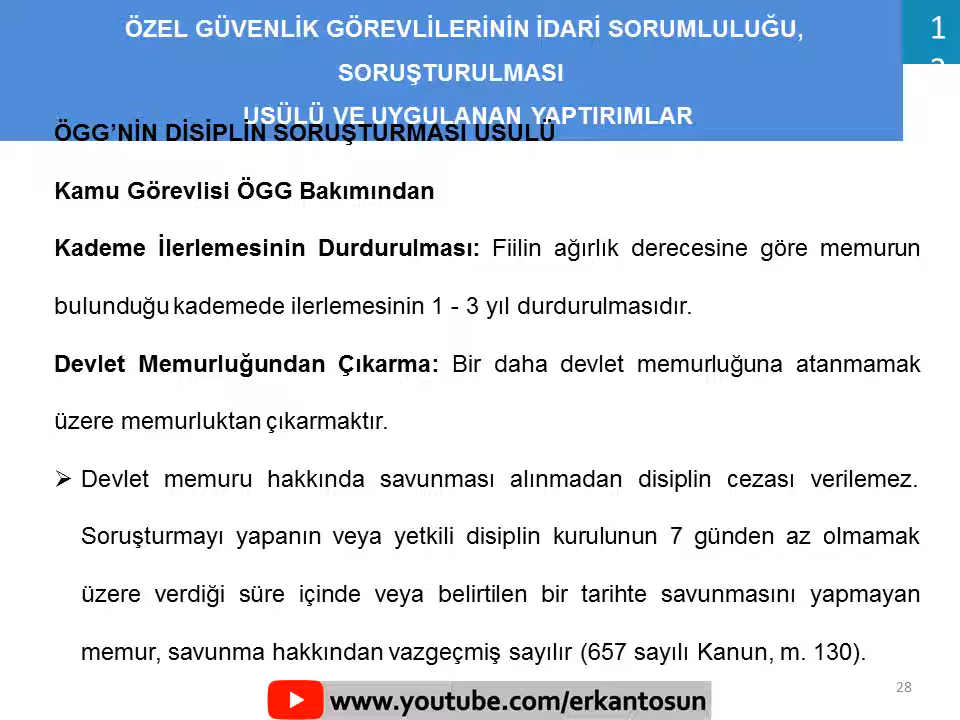 ÖZEL GÜVENLİK GÖREVLİLERİNİN İDARİ SORUMLULUĞU,
SORUŞTURULMASI
USÜLÜ VE UYGULANAN YAPTIRIMLAR
1
ÖGG’NİN DİSİPLİN SORUŞTURMASI USULÜ
Kamu Görevlisi ÖGG Bakımından
Kademe İlerlemesinin Durdurulması: Fiilin ağırlık derecesine göre memurun
bulunduğu kademede ilerlemesinin 1 - 3 yıl durdurulmasıdır.
Devlet Memurluğundan Çıkarma: Bir daha devlet memurluğuna atanmamak
üzere memurluktan çıkarmaktır.
➢ Devlet memuru hakkında savunması alınmadan disiplin cezası verilemez.
Soruşturmayı yapanın veya yetkili disiplin kurulunun 7 günden az olmamak
üzere verdiği süre içinde veya belirtilen bir tarihte savunmasını yapmayan
memur, savunma hakkından vazgeçmiş sayılır (657 sayılı Kanun, m. 130).
28
www.youtube.com/erkantosun